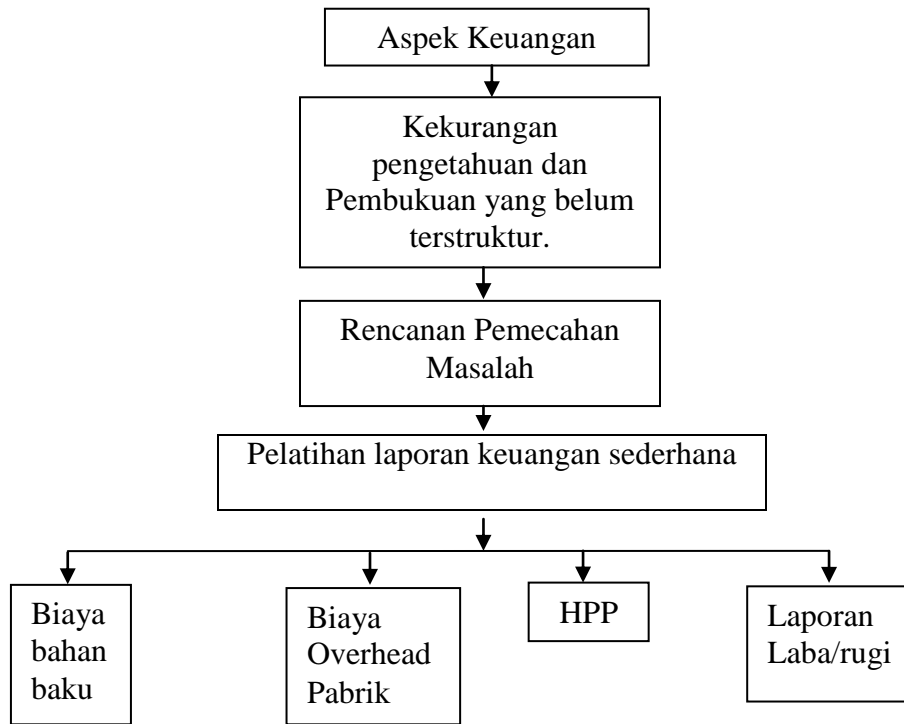 Aspek Keuangan
Kekurangan
pengetahuan dan
Pembukuan yang belum
terstruktur.
Rencanan Pemecahan
Masalah
Pelatihan laporan keuangan sederhana
Biaya
bahan
baku
Biaya
Overhead
Pabrik
HPP
Laporan
Laba/rugi